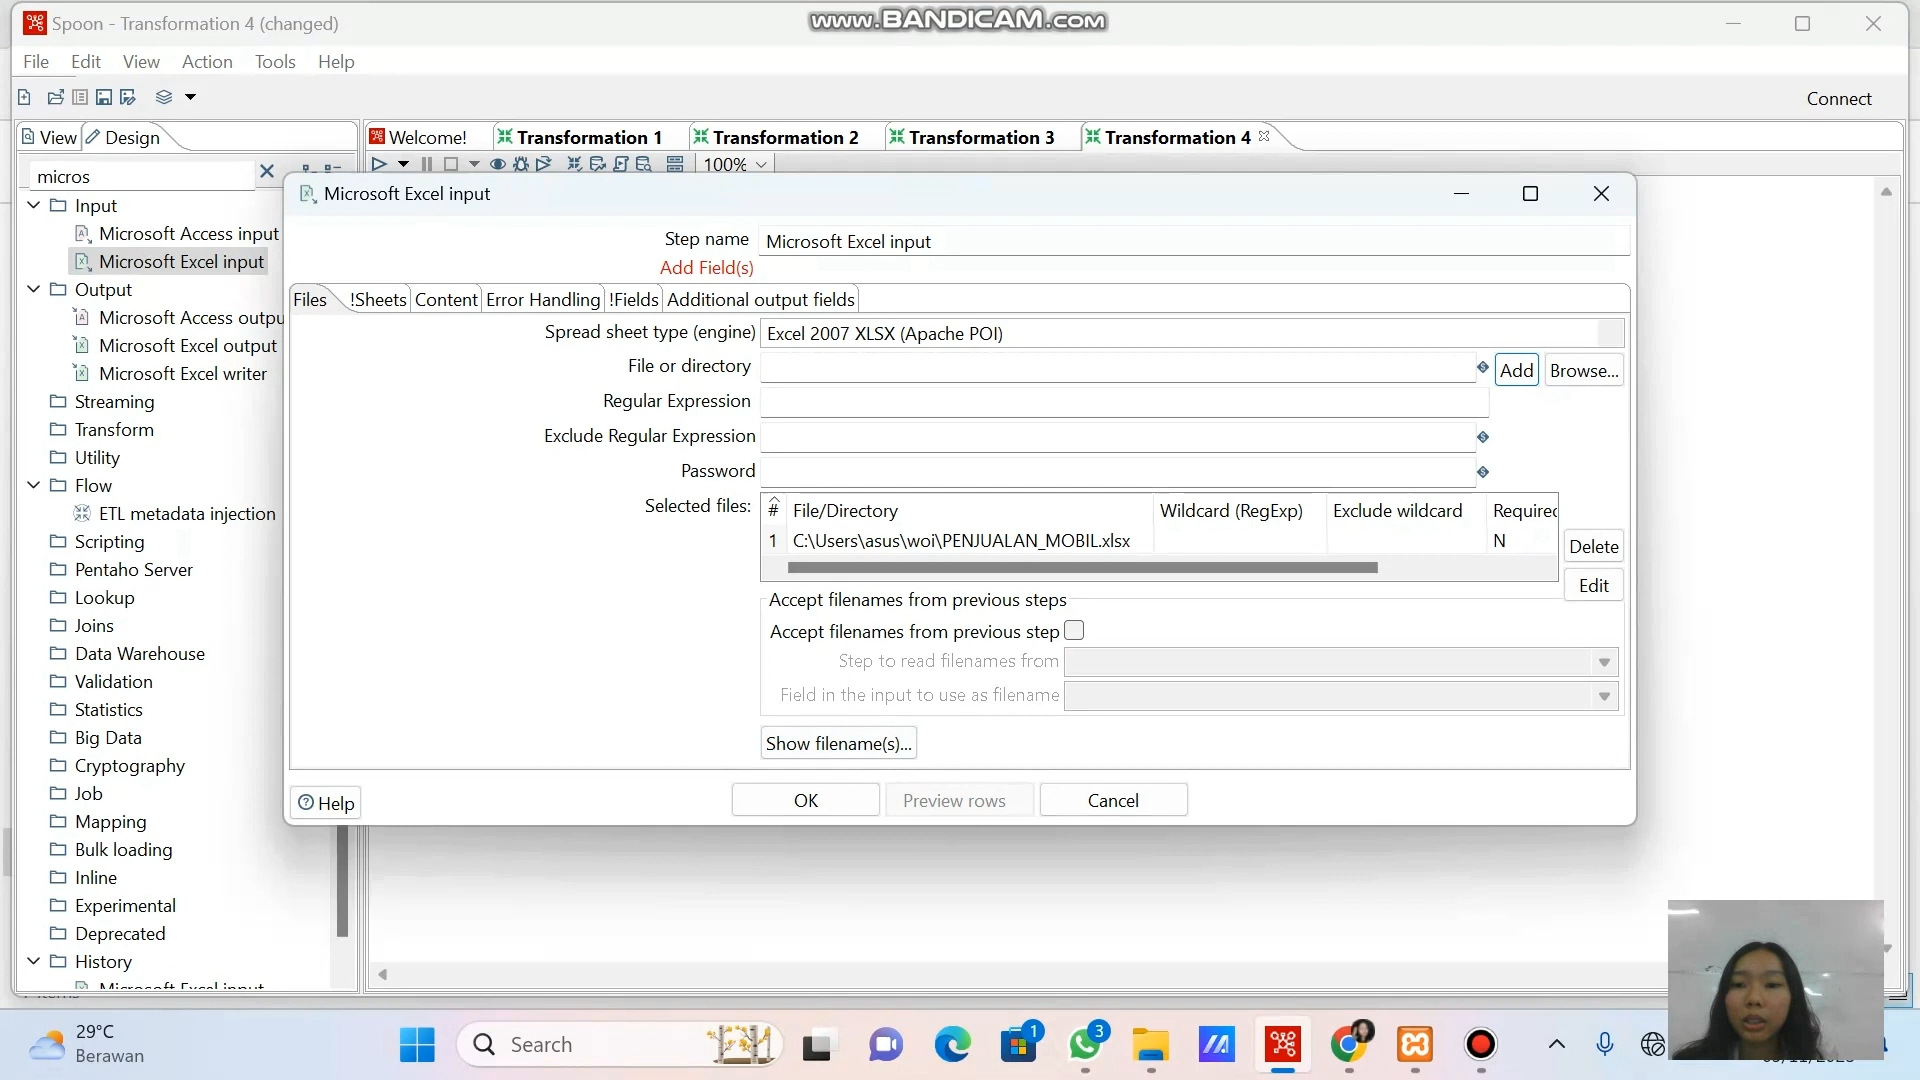 Spoon - Transformation 4 (changed)
www.BANDICAM.com
File Edit View Action Tools Help
Connect
View Design
Welcome! Transformation 1 Transformation 2 Transformation 3 Transformation 4
100%
micros
Input
Microsoft Access input
Microsoft Excel input
Output
Microsoft Access outpu
Microsoft Excel output
Microsoft Excel writer
Streaming
Transform
Utility
Flow
ETL metadata injection
Scripting
Pentaho Server
Lookup
Joins
Data Warehouse
Validation
Statistics
Big Data
Cryptography
Job
Mapping
Bulk loading
Inline
Experimental
Deprecated
History
Microsoft Excel input
Microsoft Excel input
Step name Microsoft Excel input
Add Field(s)
Files !Sheets Content Error Handling !Fields Additional output fields
Spread sheet type (engine) Excel 2007 XLSX (Apache POI)
File or directory Add Browse...
Regular Expression
Exclude Regular Expression
Password
Selected files: # File/Directory Wildcard (RegExp) Exclude wildcard Required
1 C:\Users\asus\woi\PENJUALAN_MOBIL.xlsx N
Delete
Edit
Accept filenames from previous steps
Accept filenames from previous step
Step to read filenames from
Field in the input to use as filename
Show filename(s)...
Help OK Preview rows Cancel
29°C
Berawan
Search
1
3